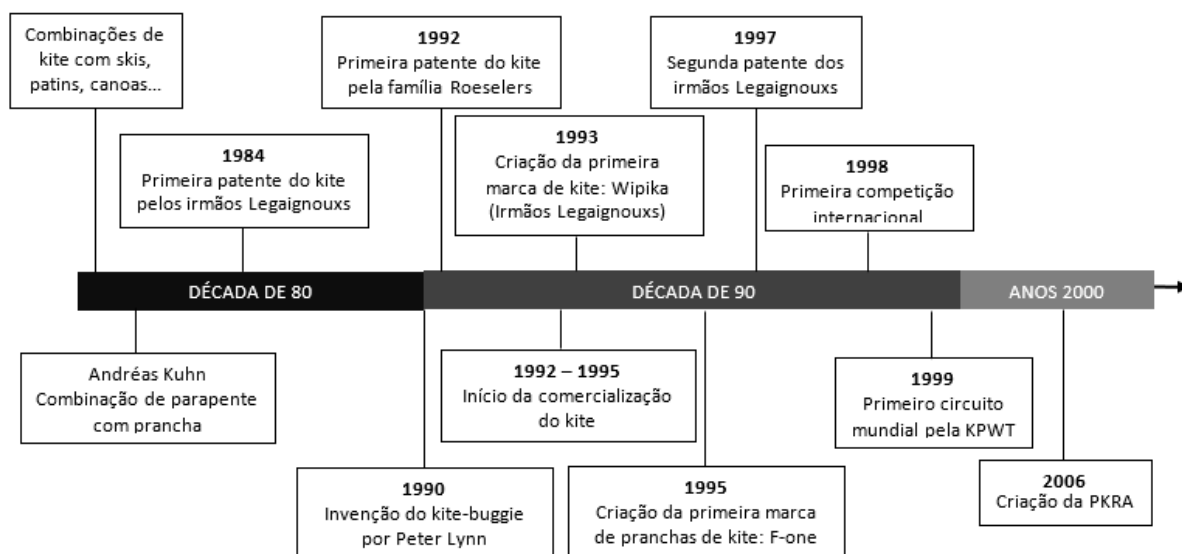 Combinações de
kite com skis,
patins, canoas...
1992
Primeira patente do kite
pela família Roeselers
1997
Segunda patente dos
irmãos Legaignouxs
1984
Primeira patente do kite
pelos irmãos Legaignouxs
1993
Criação da primeira
marca de kite: Wipika
(Irmãos Legaignouxs)
1998
Primeira competição
internacional
DÉCADA DE 80
DÉCADA DE 90
ANOS 2000
Andréas Kuhn
Combinação de parapente
com prancha
1992 – 1995
Início da comercialização
do kite
1999
Primeiro circuito
mundial pela KPWT
1990
Invenção do kite-buggie
por Peter Lynn
1995
Criação da primeira marca
de pranchas de kite: F-one
2006
Criação da PKRA